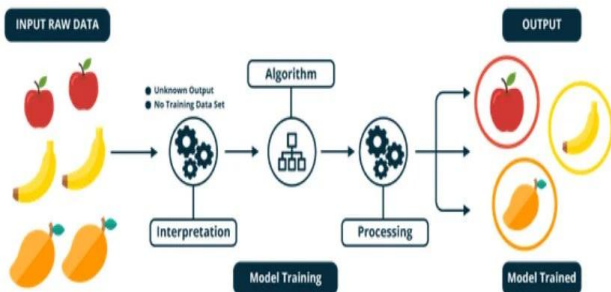 INPUT RAW DATA
OUTPUT
Algorithm
Unknown Output
No Training Data Set
Interpretation
Processing
Model Training
Model Trained